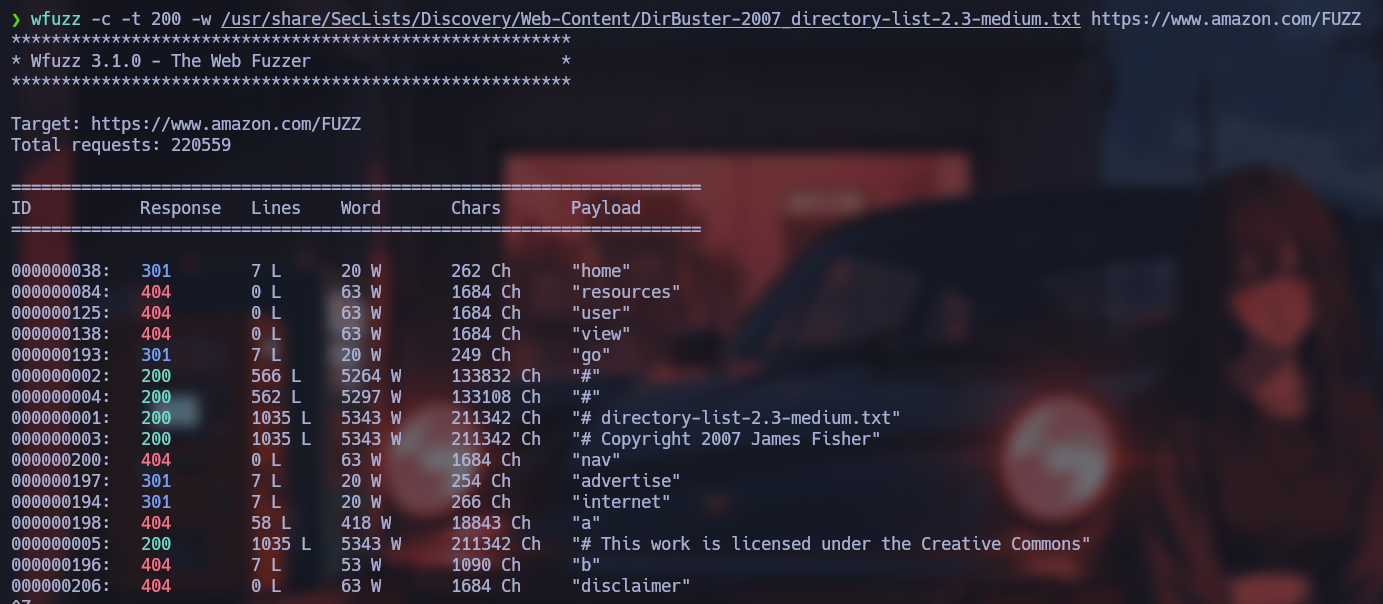 ❯ wfuzz -c -t 200 -w /usr/share/SecLists/Discovery/Web-Content/DirBuster-2007_directory-list-2.3-medium.txt https://www.amazon.com/FUZZ
********************************************************
* Wfuzz 3.1.0 - The Web Fuzzer                         *
********************************************************
Target: https://www.amazon.com/FUZZ
Total requests: 220559
=====================================================================
ID           Response   Lines    Word       Chars       Payload
=====================================================================
000000038:   301        7 L      20 W       262 Ch      "home"
000000084:   404        0 L      63 W       1684 Ch     "resources"
000000125:   404        0 L      63 W       1684 Ch     "user"
000000138:   404        0 L      63 W       1684 Ch     "view"
000000193:   301        7 L      20 W       249 Ch      "go"
000000002:   200        566 L    5264 W     133832 Ch   "#"
000000004:   200        562 L    5297 W     133108 Ch   "#"
000000001:   200        1035 L   5343 W     211342 Ch   "# directory-list-2.3-medium.txt"
000000003:   200        1035 L   5343 W     211342 Ch   "# Copyright 2007 James Fisher"
000000200:   404        0 L      63 W       1684 Ch     "nav"
000000197:   301        7 L      20 W       254 Ch      "advertise"
000000194:   301        7 L      20 W       266 Ch      "internet"
000000198:   404        58 L     418 W      18843 Ch    "a"
000000005:   200        1035 L   5343 W     211342 Ch   "# This work is licensed under the Creative Commons"
000000196:   404        7 L      53 W       1090 Ch     "b"
000000206:   404        0 L      63 W       1684 Ch     "disclaimer"